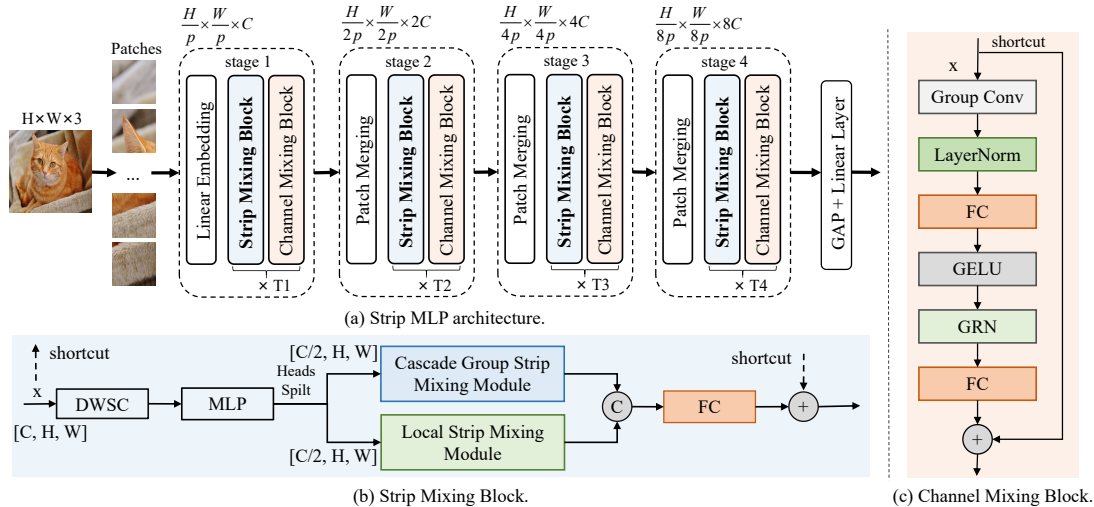 H×W×3
Patches
...
H/p × W/p × C
stage 1
Linear Embedding
Strip Mixing Block
Channel Mixing Block
× T1
H/2p × W/2p × 2C
stage 2
Patch Merging
Strip Mixing Block
Channel Mixing Block
× T2
H/4p × W/4p × 4C
stage 3
Patch Merging
Strip Mixing Block
Channel Mixing Block
× T3
H/8p × W/8p × 8C
stage 4
Patch Merging
Strip Mixing Block
Channel Mixing Block
× T4
GAP + Linear Layer
(a) Strip MLP architecture.
shortcut
x
[C, H, W]
DWSC
MLP
Heads
Spilt
[C/2, H, W]
Cascade Group Strip
Mixing Module
[C/2, H, W]
Local Strip Mixing
Module
C
FC
shortcut
+
(b) Strip Mixing Block.
shortcut
x
Group Conv
LayerNorm
FC
GELU
GRN
FC
+
(c) Channel Mixing Block.